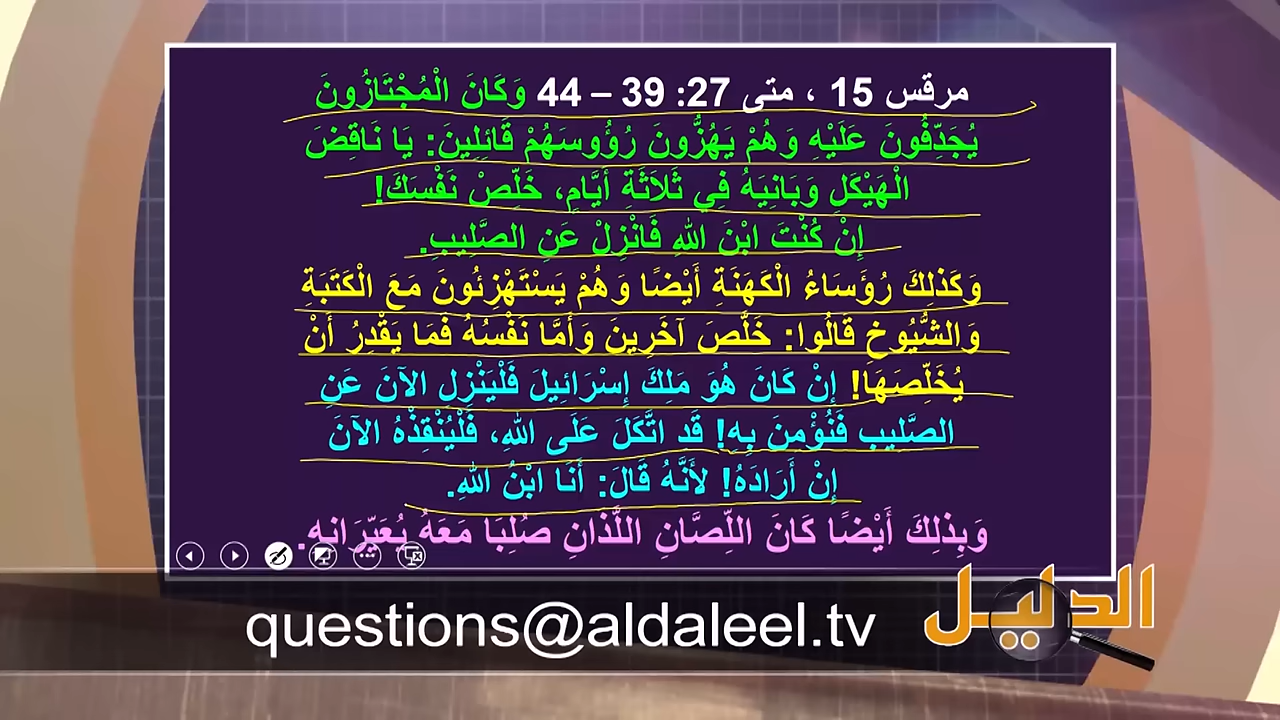 مرقس 15 ، متى 27: 39 – 44 وَكَانَ الْمُجْتَازُونَ
يُجَدِّفُونَ عَلَيْهِ وَهُمْ يَهُزُّونَ رُؤُوسَهُمْ قَائِلِينَ: يَا نَاقِضَ
الْهَيْكَلِ وَبَانِيَهُ فِي ثَلاَثَةِ أَيَّامٍ، خَلِّصْ نَفْسَكَ!
إِنْ كُنْتَ ابْنَ اللهِ فَانْزِلْ عَنِ الصَّلِيبِ.
وَكَذلِكَ رُؤَسَاءُ الْكَهَنَةِ أَيْضًا وَهُمْ يَسْتَهْزِئُونَ مَعَ الْكَتَبَةِ
وَالشُّيُوخِ قَالُوا: خَلَّصَ آخَرِينَ وَأَمَّا نَفْسُهُ فَمَا يَقْدِرُ أَنْ
يُخَلِّصَهَا! إِنْ كَانَ هُوَ مَلِكَ إِسْرَائِيلَ فَلْيَنْزِلِ الآنَ عَنِ
الصَّلِيبِ فَنُؤْمِنَ بِهِ! قَدِ اتَّكَلَ عَلَى اللهِ، فَلْيُنْقِذْهُ الآنَ
إِنْ أَرَادَهُ! لأَنَّهُ قَالَ: أَنَا ابْنُ اللهِ.
وَبِذلِكَ أَيْضًا كَانَ اللِّصَّانِ اللَّذَانِ صُلِبَا مَعَهُ يُعَيِّرَانِهِ.
الدليل
questions@aldaleel.tv